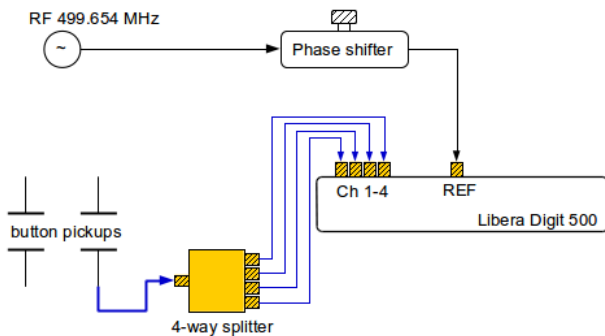 RF 499.654 MHz
~
Phase shifter
Ch 1-4
REF
Libera Digit 500
button pickups
4-way splitter